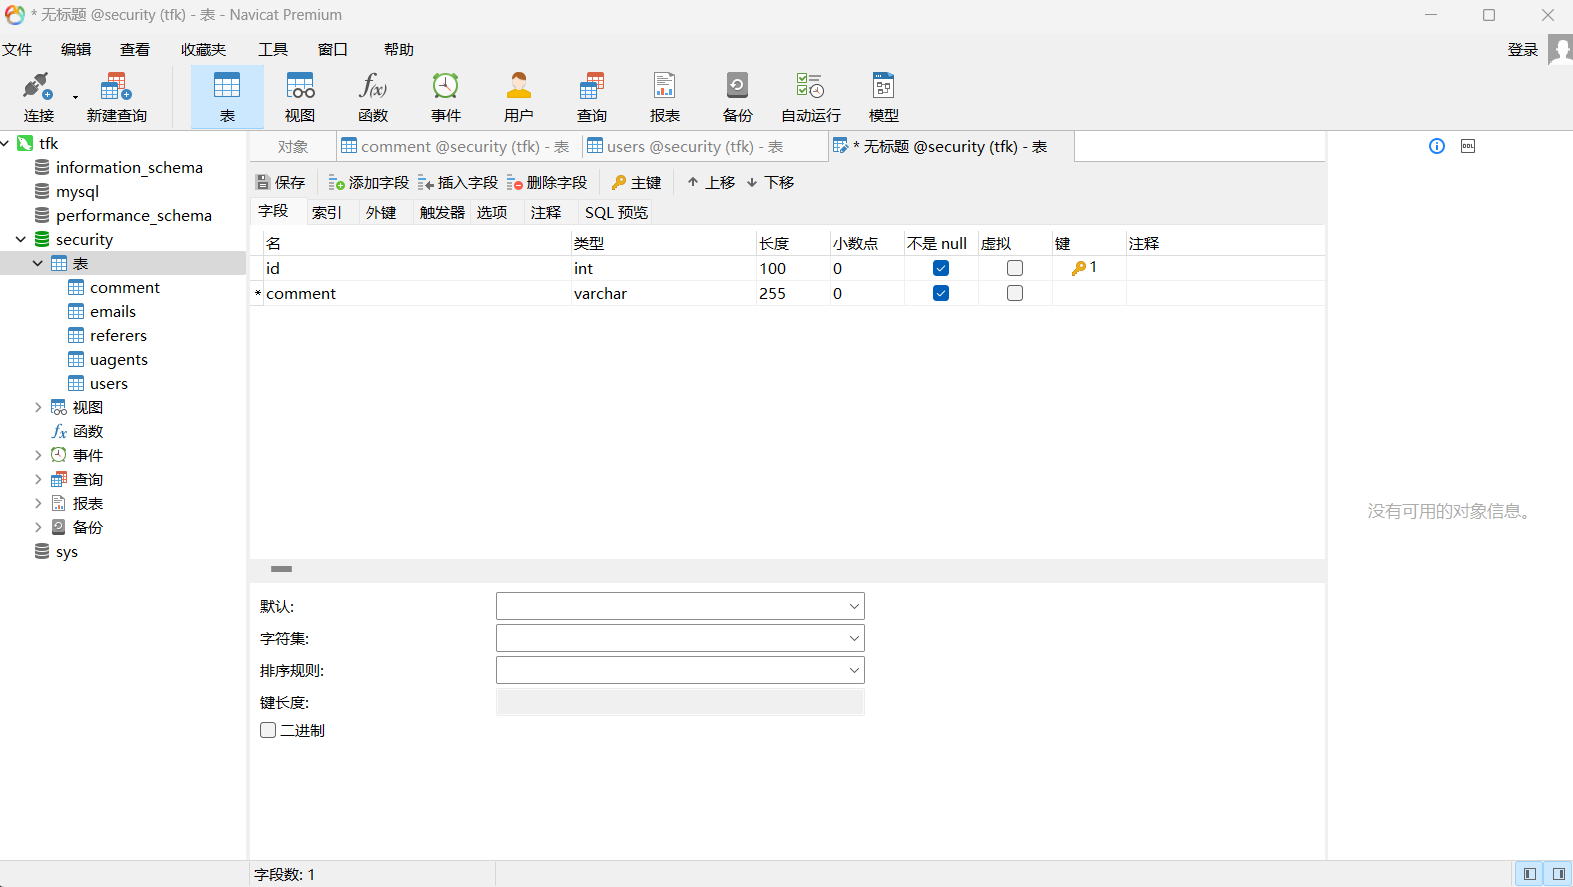 * 无标题 @security (tfk) - 表 - Navicat Premium
文件 编辑 查看 收藏夹 工具 窗口 帮助 登录
连接 新建查询 表 视图 函数 事件 用户 查询 报表 备份 自动运行 模型
tfk
information_schema
mysql
performance_schema
security
表
comment
emails
referers
uagents
users
视图
函数
事件
查询
报表
备份
sys
对象 comment @security (tfk) - 表 users @security (tfk) - 表 * 无标题 @security (tfk) - 表
保存 添加字段 插入字段 删除字段 主键 上移 下移
字段 索引 外键 触发器 选项 注释 SQL 预览
名 类型 长度 小数点 不是 null 虚拟 键 注释
id int 100 0 1
* comment varchar 255 0
默认:
字符集:
排序规则:
键长度:
二进制
DDL
没有可用的对象信息。
字段数: 1